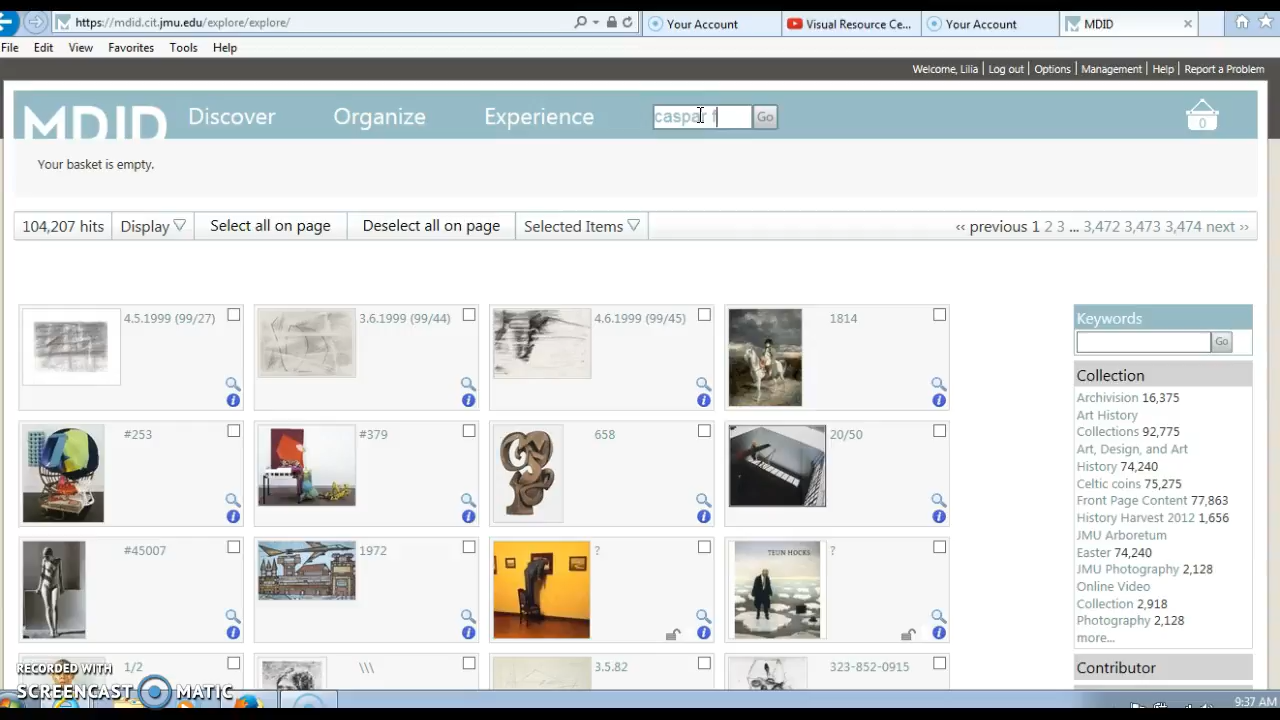 https://mdid.cit.jmu.edu/explore/explore/
Your Account
Visual Resource Ce...
Your Account
MDID
File Edit View Favorites Tools Help
Welcome, Lilia Log out Options Management Help Report a Problem
MDID
Discover Organize Experience
caspar f
Go
0
Your basket is empty.
104,207 hits Display Select all on page Deselect all on page Selected Items
‹‹ previous 1 2 3 ... 3,472 3,473 3,474 next ››
4.5.1999 (99/27)
3.6.1999 (99/44)
4.6.1999 (99/45)
1814
#253
#379
658
20/50
#45007
1972
?
TEUN HOCKS
?
1/2
\\\
3.5.82
323-852-0915
Keywords
Go
Collection
Archivision 16,375
Art History
Collections 92,775
Art, Design, and Art
History 74,240
Celtic coins 75,275
Front Page Content 77,863
History Harvest 2012 1,656
JMU Arboretum
Easter 74,240
JMU Photography 2,128
Online Video
Collection 2,918
Photography 2,128
more...
Contributor
RECORDED WITH
SCREENCAST MATIC
9:37 AM